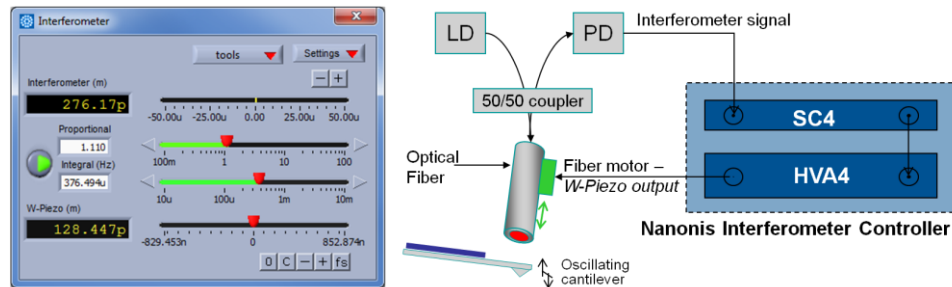 Interferometer
tools
Settings
− +
Interferometer (m)
276.17p
-50.00u -25.00u 0.00 25.00u 50.00u
Proportional
1.110
100m 1 10 100
Integral (Hz)
376.494u
10u 100u 1m 10m
W-Piezo (m)
128.447p
-829.453n 0 852.874n
0 C − + fs
LD
PD
Interferometer signal
50/50 coupler
SC4
Optical
Fiber
Fiber motor –
W-Piezo output
HVA4
Nanonis Interferometer Controller
Oscillating
cantilever